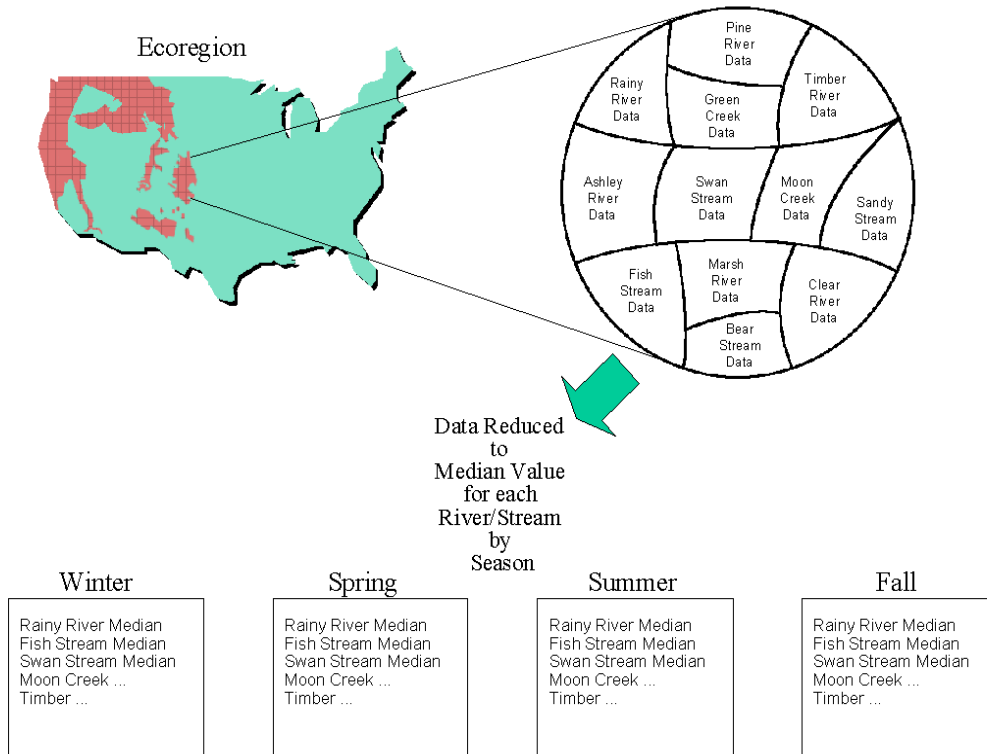 Ecoregion
Pine
River
Data
Rainy
River
Data
Green
Creek
Data
Timber
River
Data
Ashley
River
Data
Swan
Stream
Data
Moon
Creek
Data
Sandy
Stream
Data
Fish
Stream
Data
Marsh
River
Data
Clear
River
Data
Bear
Stream
Data
Data Reduced
to
Median Value
for each
River/Stream
by
Season
Winter
Rainy River Median
Fish Stream Median
Swan Stream Median
Moon Creek ...
Timber ...
Spring
Rainy River Median
Fish Stream Median
Swan Stream Median
Moon Creek ...
Timber ...
Summer
Rainy River Median
Fish Stream Median
Swan Stream Median
Moon Creek ...
Timber ...
Fall
Rainy River Median
Fish Stream Median
Swan Stream Median
Moon Creek ...
Timber ...